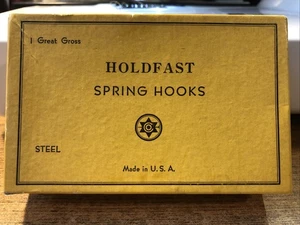 1 Great Gross
HOLDFAST
SPRING HOOKS
STEEL
Made in U. S. A.